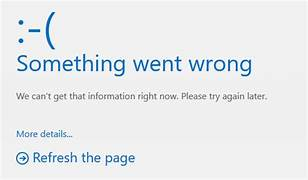 :-(
Something went wrong
We can't get that information right now. Please try again later.
More details...
Refresh the page